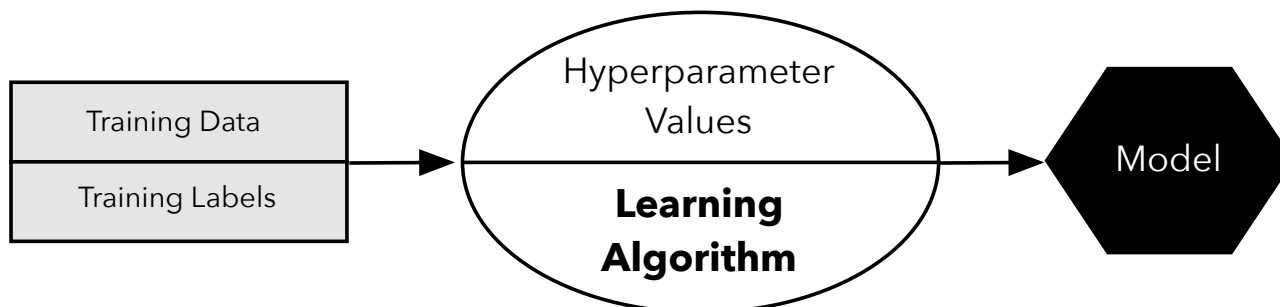 Training Data
Training Labels
Hyperparameter
Values
Learning
Algorithm
Model